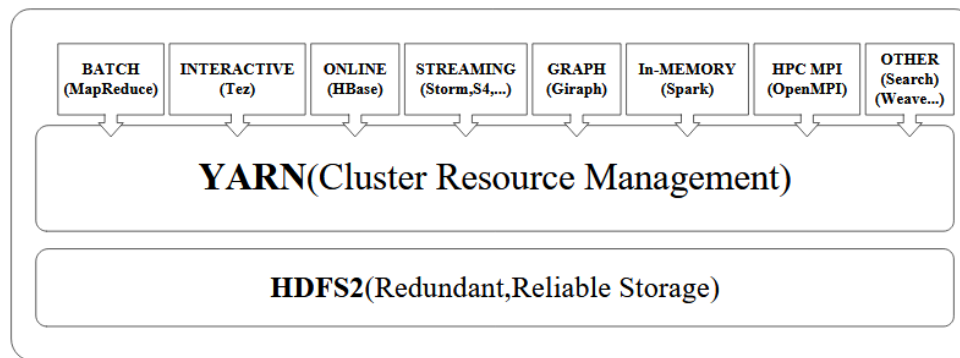 BATCH
(MapReduce)
INTERACTIVE
(Tez)
ONLINE
(HBase)
STREAMING
(Storm,S4,...)
GRAPH
(Giraph)
In-MEMORY
(Spark)
HPC MPI
(OpenMPI)
OTHER
(Search)
(Weave...)
YARN(Cluster Resource Management)
HDFS2(Redundant,Reliable Storage)